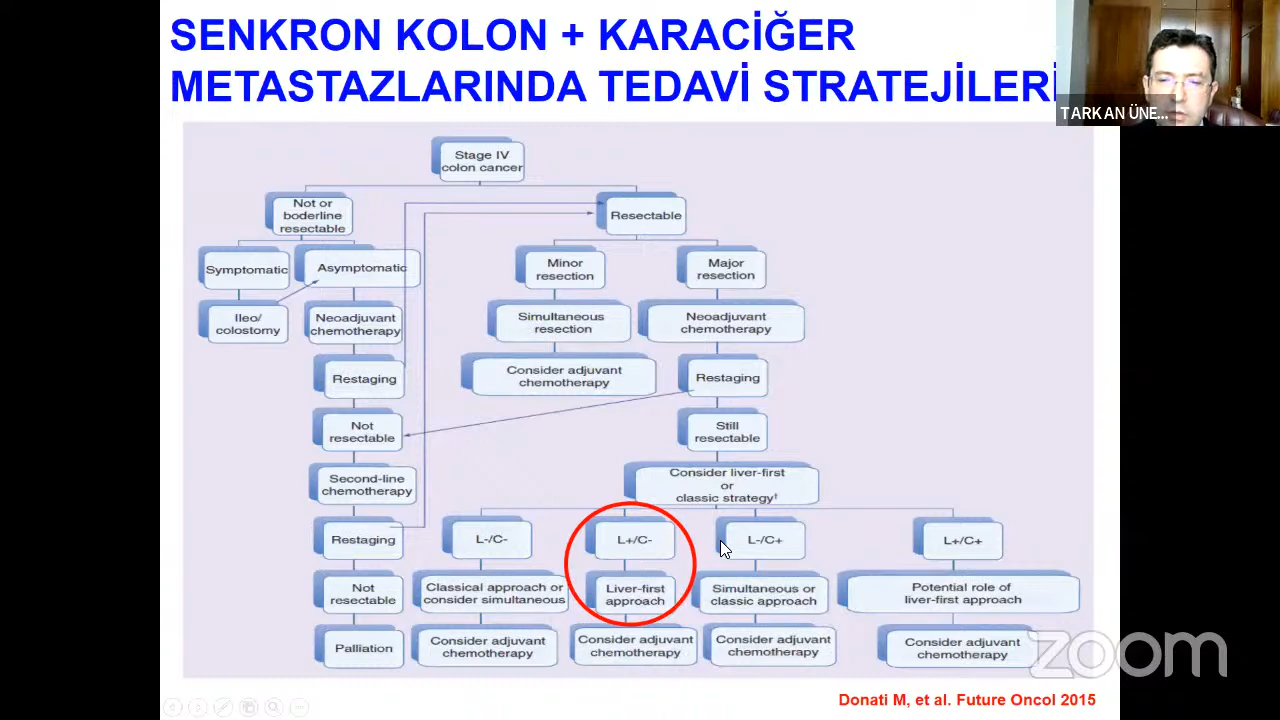 SENKRON KOLON + KARACİĞER
METASTAZLARINDA TEDAVİ STRATEJİLERİ
TARKAN ÜNE...
Stage IV
colon cancer
Not or
boderline
resectable
Resectable
Symptomatic
Asymptomatic
Minor
resection
Major
resection
Ileo/
colostomy
Neoadjuvant
chemotherapy
Simultaneous
resection
Neoadjuvant
chemotherapy
Restaging
Consider adjuvant
chemotherapy
Restaging
Not
resectable
Still
resectable
Second-line
chemotherapy
Consider liver-first
or
classic strategy†
Restaging
L-/C-
L+/C-
L-/C+
L+/C+
Not
resectable
Classical approach or
consider simultaneous
Liver-first
approach
Simultaneous or
classic approach
Potential role of
liver-first approach
Palliation
Consider adjuvant
chemotherapy
Consider adjuvant
chemotherapy
Consider adjuvant
chemotherapy
Consider adjuvant
chemotherapy
zoom
Donati M, et al. Future Oncol 2015